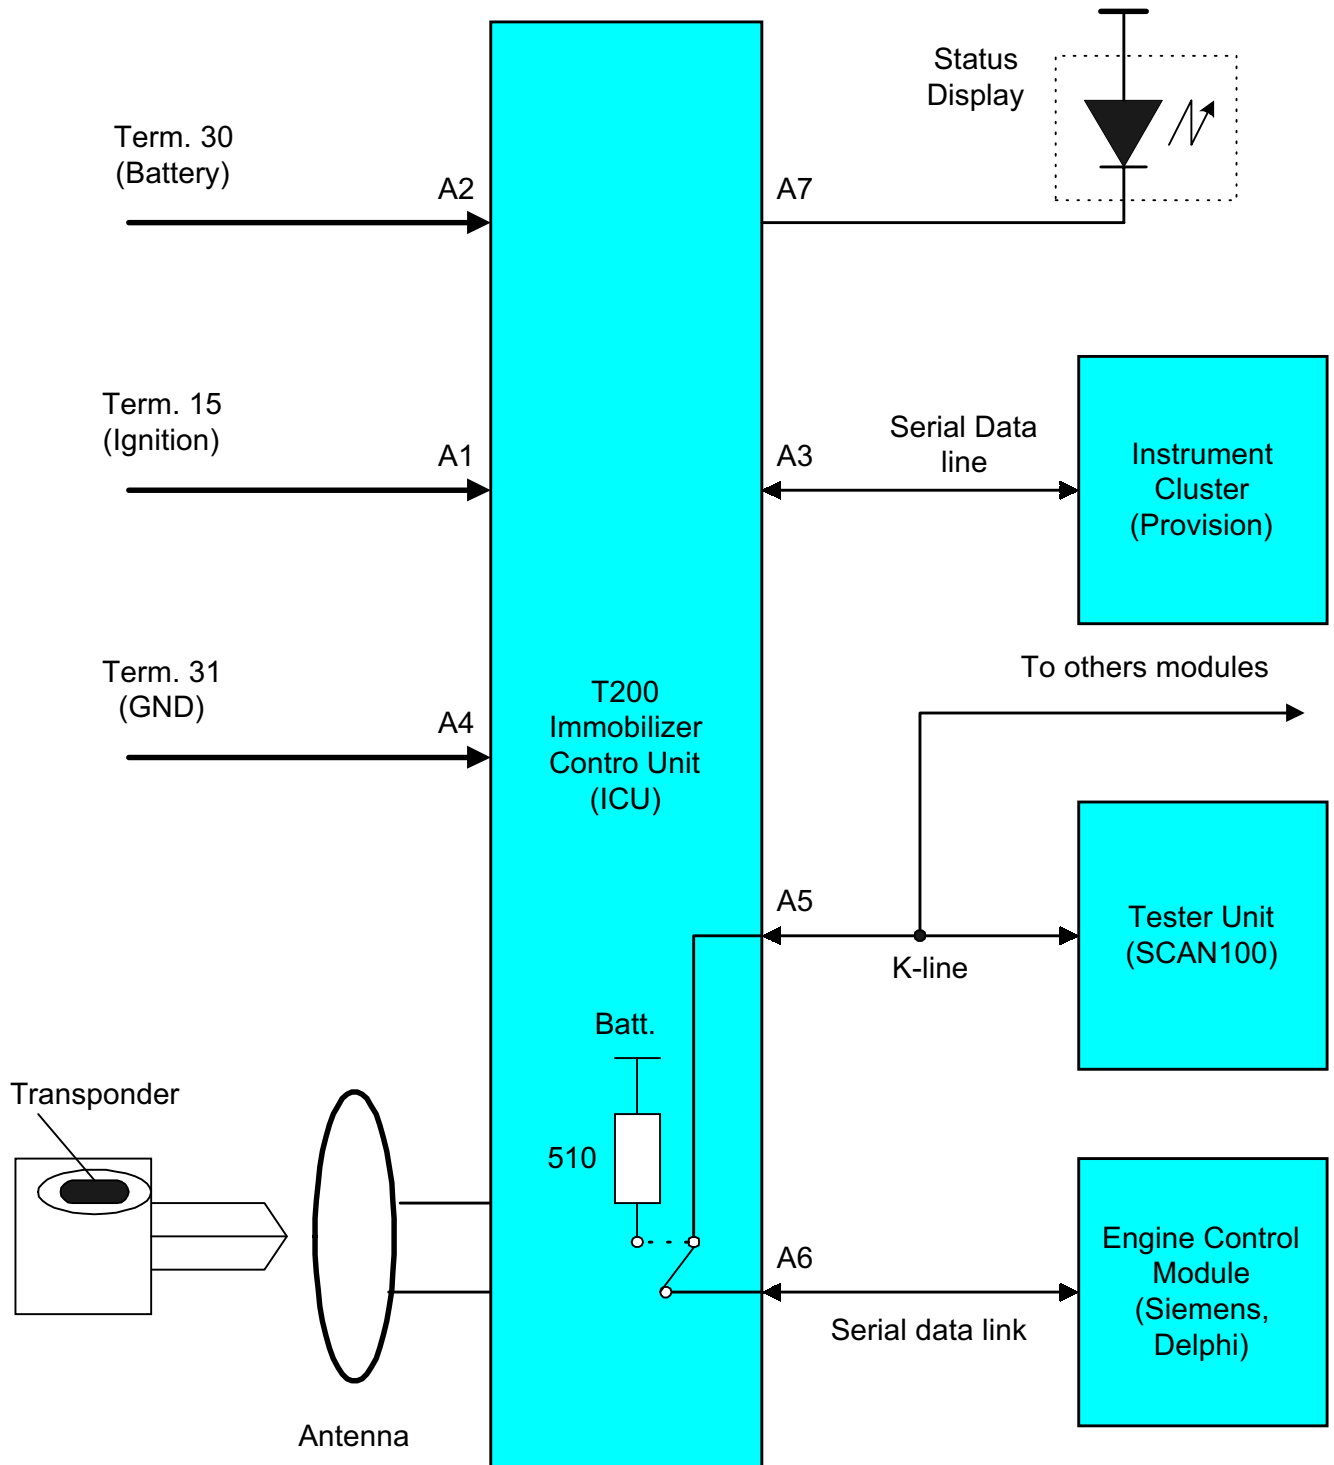 Status
Display
Term. 30
(Battery)
A2
A7
Term. 15
(Ignition)
A1
A3
Serial Data
line
Instrument
Cluster
(Provision)
Term. 31
(GND)
A4
T200
Immobilizer
Contro Unit
(ICU)
To others modules
A5
K-line
Tester Unit
(SCAN100)
Batt.
510
Transponder
Antenna
A6
Serial data link
Engine Control
Module
(Siemens,
Delphi)